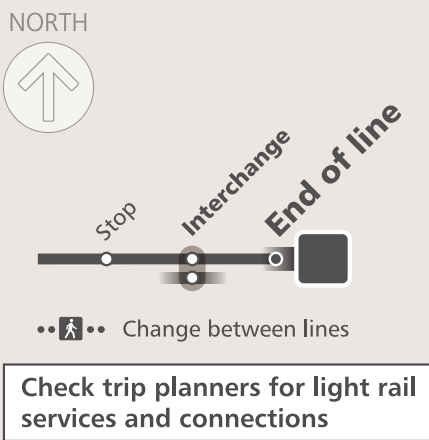 NORTH
Stop
Interchange
End of line
Change between lines
Check trip planners for light rail
services and connections